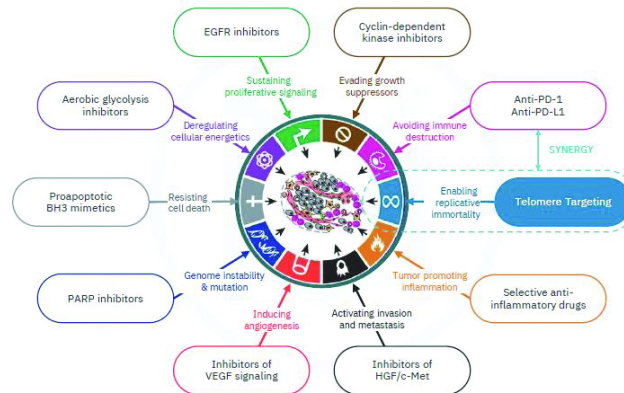 EGFR inhibitors
Cyclin-dependent
kinase inhibitors
Sustaining
proliferative signaling
Evading growth
suppressors
Aerobic glycolysis
inhibitors
Deregulating
cellular energetics
Avoiding immune
destruction
Anti-PD-1
Anti-PD-L1
SYNERGY
Proapoptotic
BH3 mimetics
Resisting
cell death
Enabling
replicative
immortality
Telomere Targeting
PARP inhibitors
Genome instability
& mutation
Tumor promoting
inflammation
Selective anti-
inflammatory drugs
Inducing
angiogenesis
Activating invasion
and metastasis
Inhibitors of
VEGF signaling
Inhibitors of
HGF/c-Met